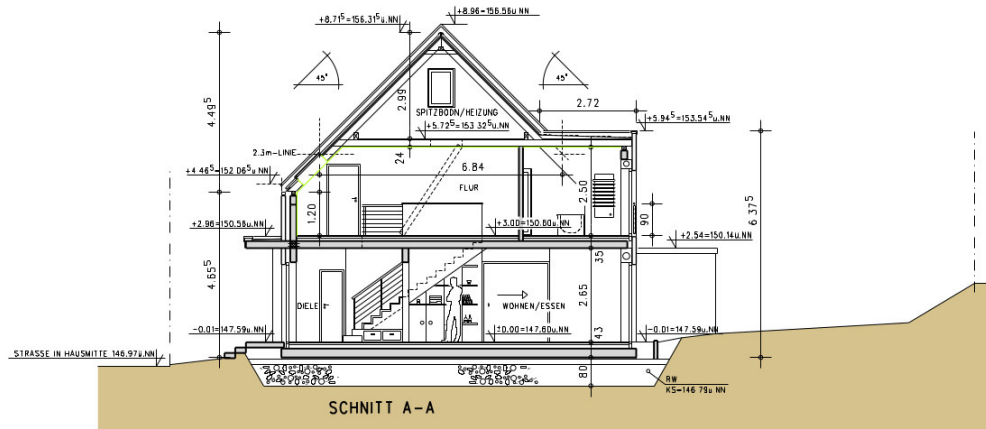 +8.96=156.56ü.NN
+8.71⁵=156.31⁵ü.NN
45°
45°
2.72
4.49⁵
2.99
SPITZBODN/HEIZUNG
+5.94⁵=153.54⁵ü.NN
+5.72⁵=153.32⁵ü.NN
2.3m-LINIE
24
6.84
+4.46⁵=152.06⁵ü.NN
FLUR
2.50
1.20
90
6.37⁵
+2.96=150.56ü.NN
+3.00=150.60ü.NN
+2.54=150.14ü.NN
35
4.65⁵
2.65
DIELE
WOHNEN/ESSEN
-0.01=147.59ü.NN
±0.00=147.60ü.NN
43
-0.01=147.59ü.NN
STRASSE IN HAUSMITTE 146.97ü.NN
80
RW
KS=146.79ü.NN
SCHNITT A-A